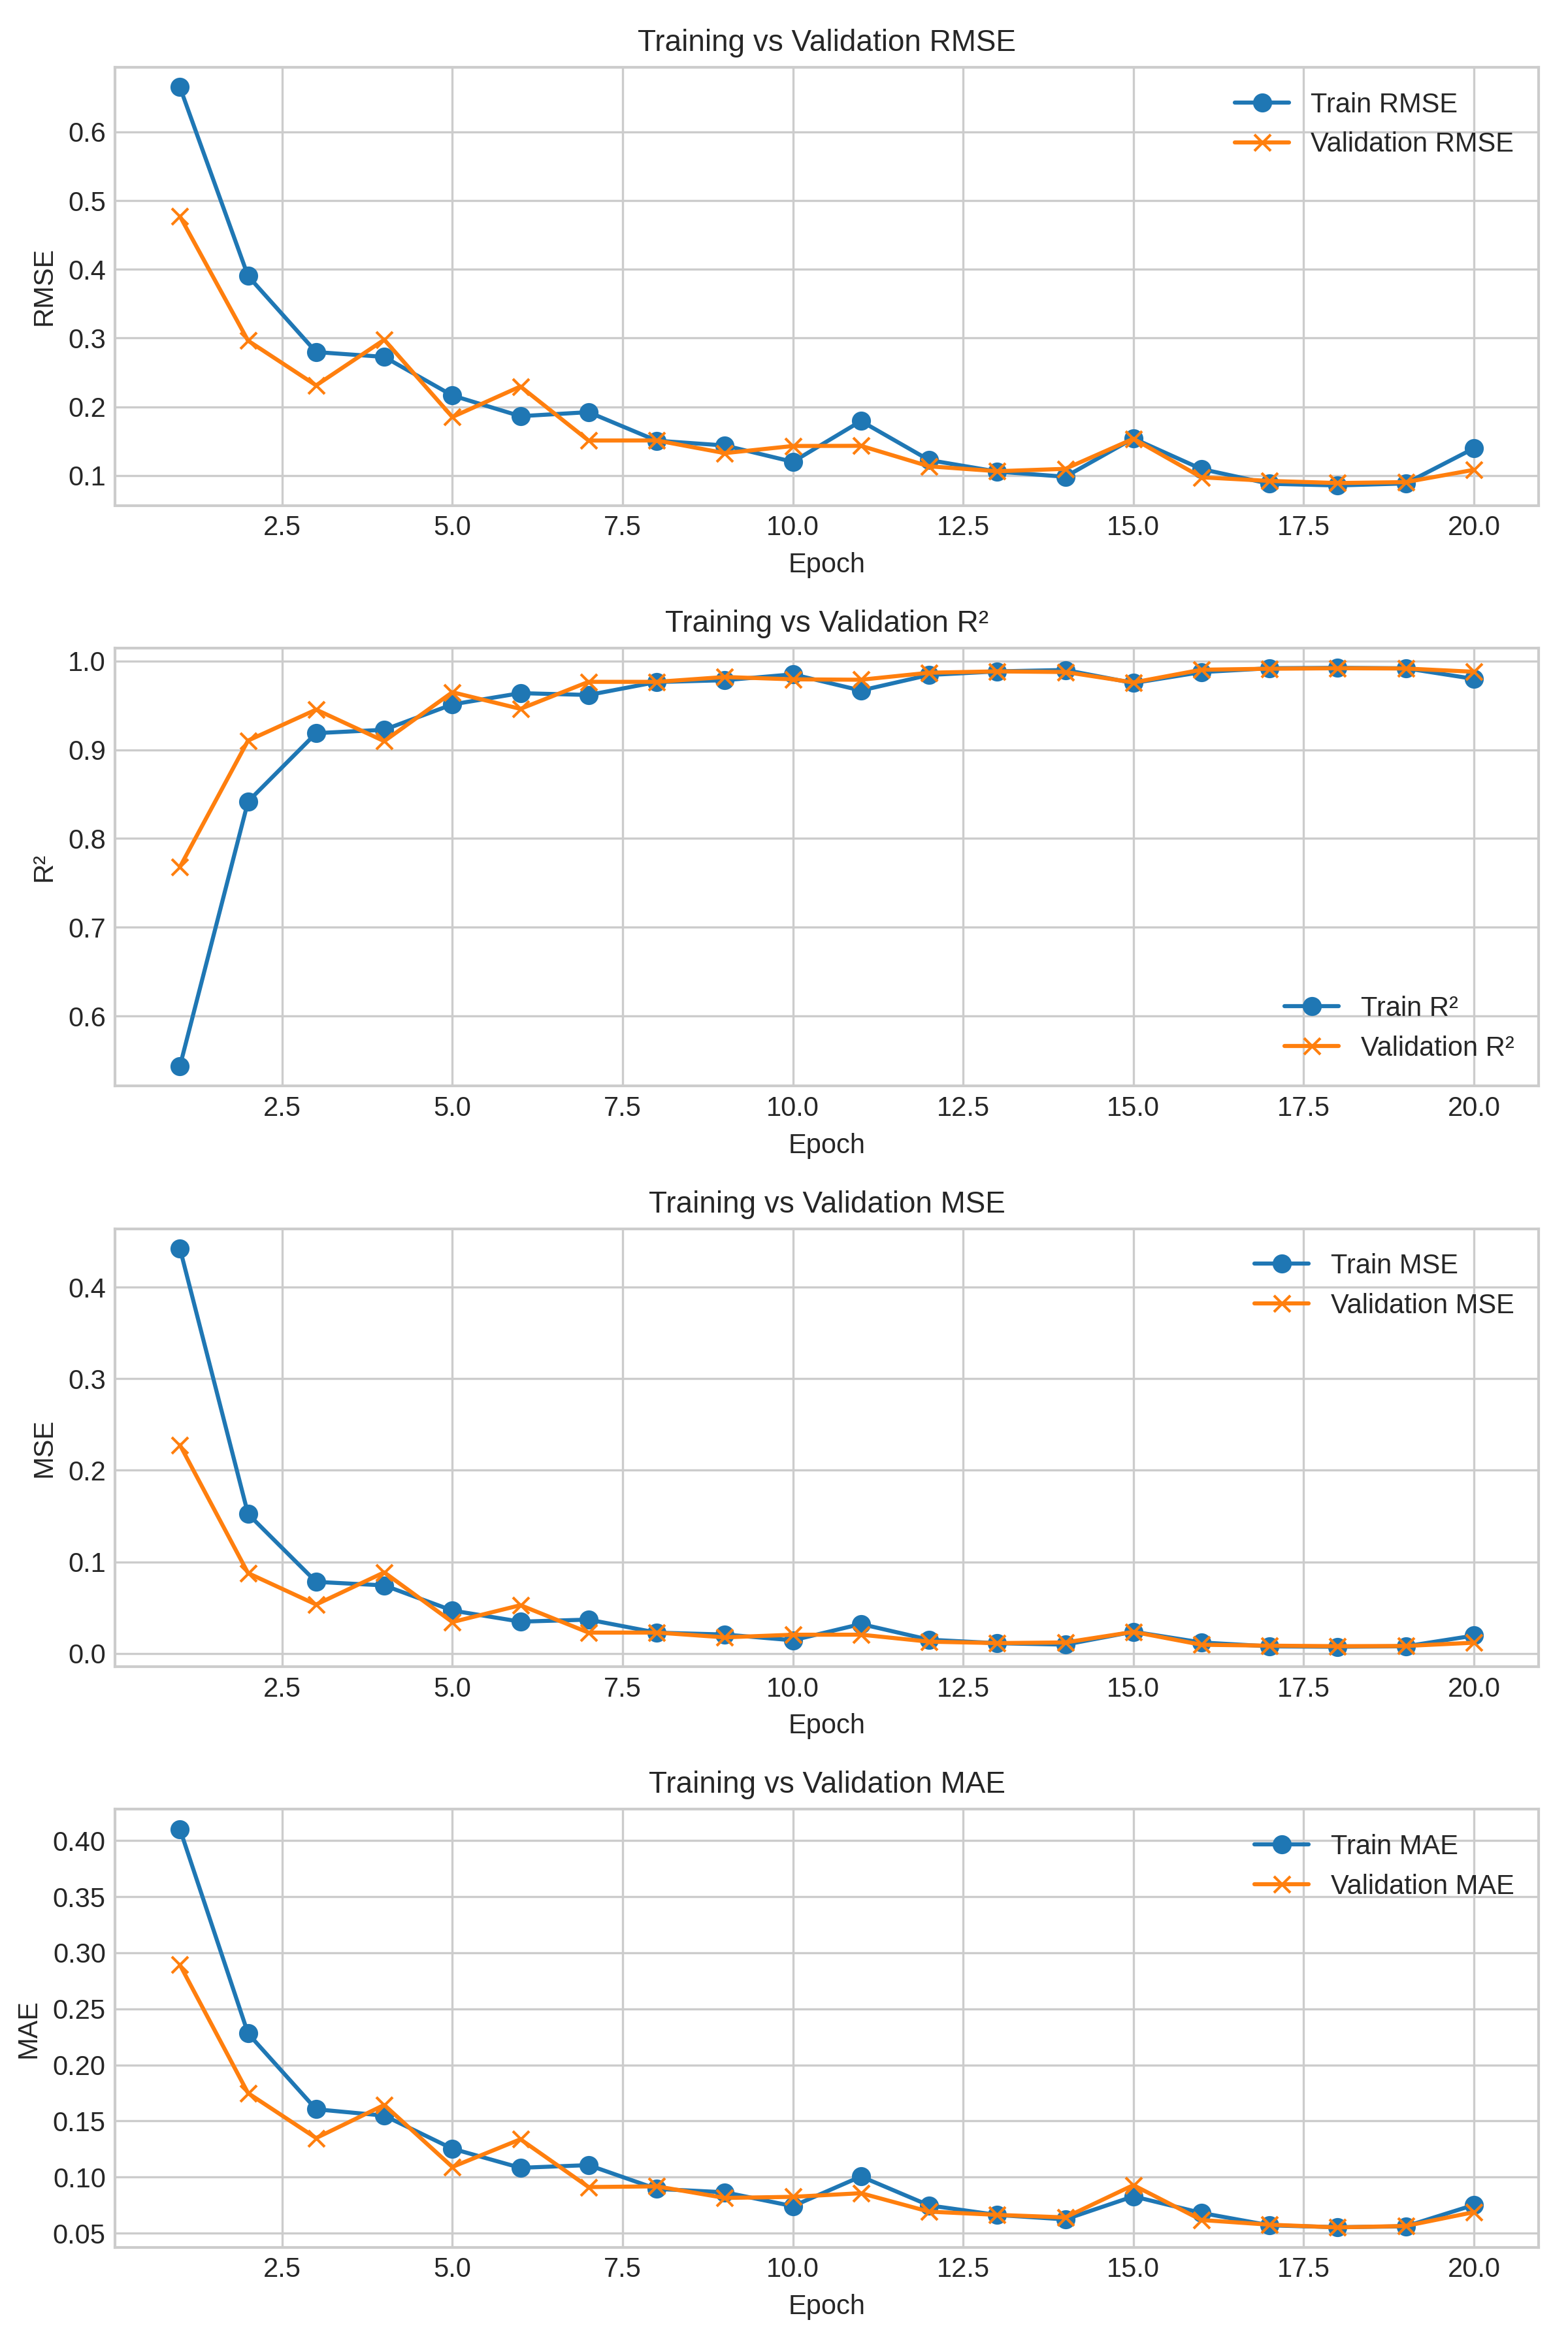 Training vs Validation RMSE
Train RMSE
Validation RMSE
0.6
0.5
0.4
0.3
0.2
0.1
RMSE
2.5 5.0 7.5 10.0 12.5 15.0 17.5 20.0
Epoch
Training vs Validation R²
1.0
0.9
0.8
0.7
0.6
R²
Train R²
Validation R²
2.5 5.0 7.5 10.0 12.5 15.0 17.5 20.0
Epoch
Training vs Validation MSE
Train MSE
Validation MSE
0.4
0.3
0.2
0.1
0.0
MSE
2.5 5.0 7.5 10.0 12.5 15.0 17.5 20.0
Epoch
Training vs Validation MAE
Train MAE
Validation MAE
0.40
0.35
0.30
0.25
0.20
0.15
0.10
0.05
MAE
2.5 5.0 7.5 10.0 12.5 15.0 17.5 20.0
Epoch